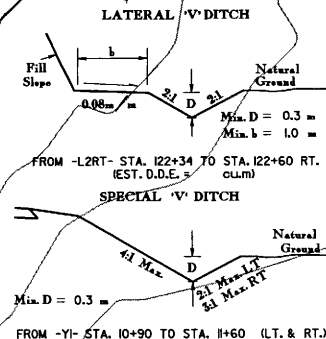 LATERAL 'V' DITCH
b
Fill
Slope
Natural
Ground
0.08m m
2:1
D
2:1
Min. D = 0.3 m
Min. b = 1.0 m
FROM -L2RT- STA. 122+34 TO STA. 122+60 RT.
(EST. D.D.E. = cu.m)
SPECIAL 'V' DITCH
Natural
Ground
4:1 Max.
D
2:1 Max. LT
3:1 Max. RT
Min. D = 0.3 m
FROM -Y1- STA. 10+90 TO STA. 11+60 (LT. & RT.)